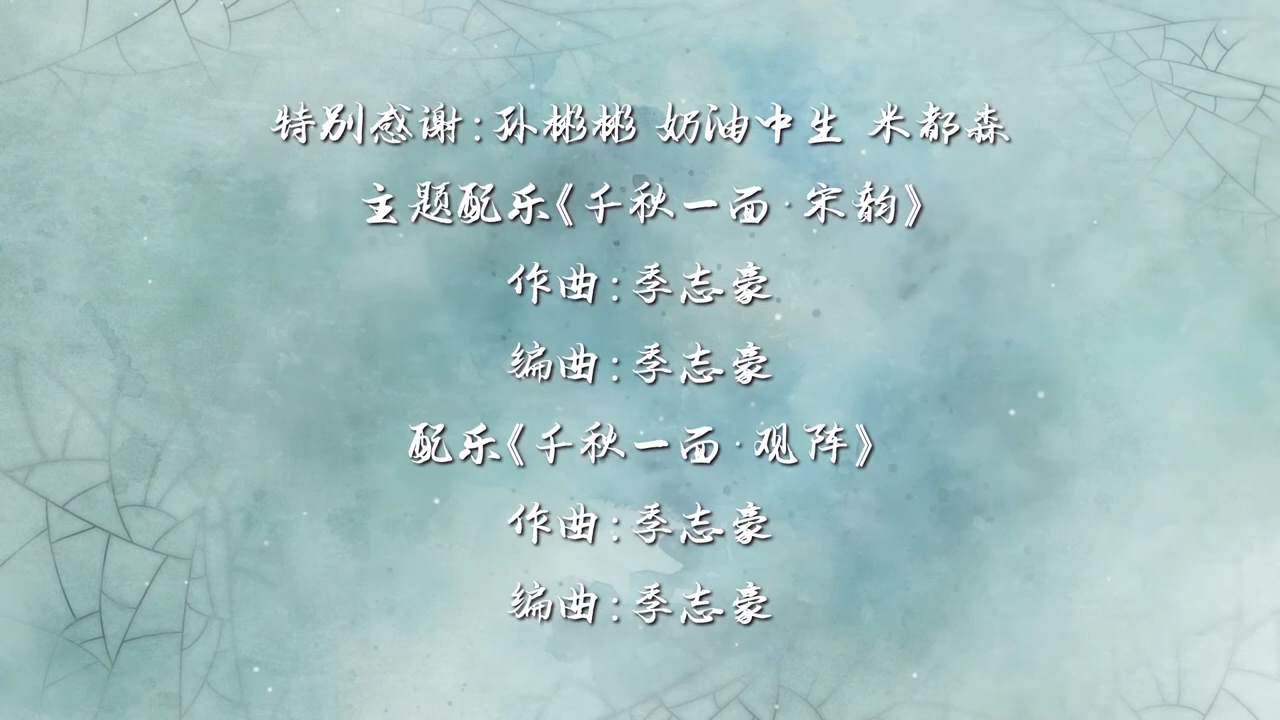 特别感谢:孙彬彬 奶油中生 米都森
主题配乐《千秋一面·宋韵》
作曲:季志豪
编曲:季志豪
配乐《千秋一面·观阵》
作曲:季志豪
编曲:季志豪